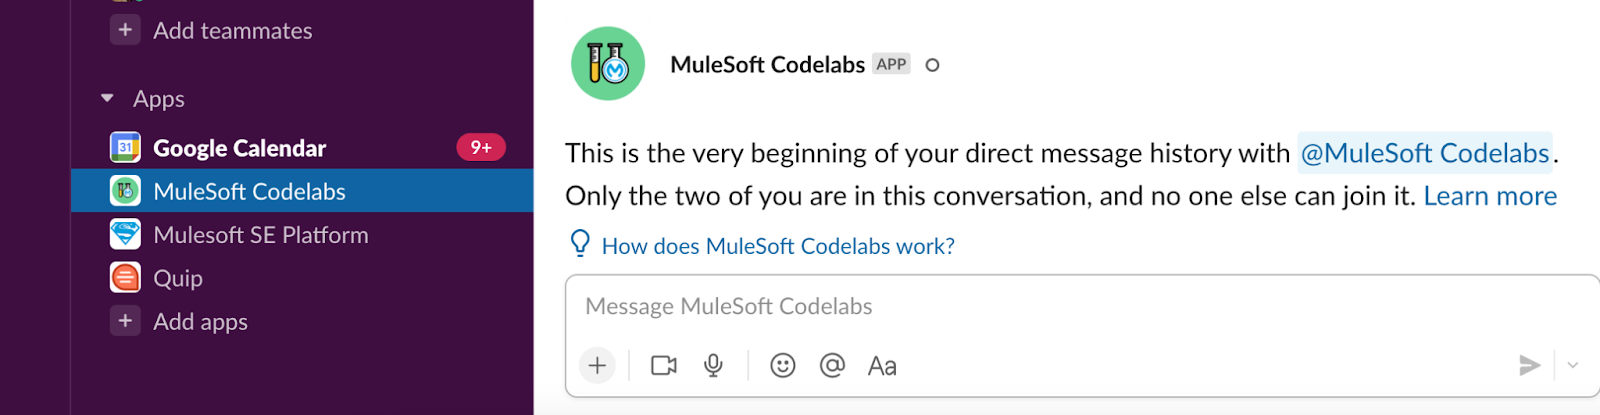 + Add teammates
Apps
31 Google Calendar 9+
MuleSoft Codelabs
Mulesoft SE Platform
Quip
+ Add apps
MuleSoft Codelabs APP
This is the very beginning of your direct message history with @MuleSoft Codelabs.
Only the two of you are in this conversation, and no one else can join it. Learn more
How does MuleSoft Codelabs work?
Message MuleSoft Codelabs
+ @ Aa